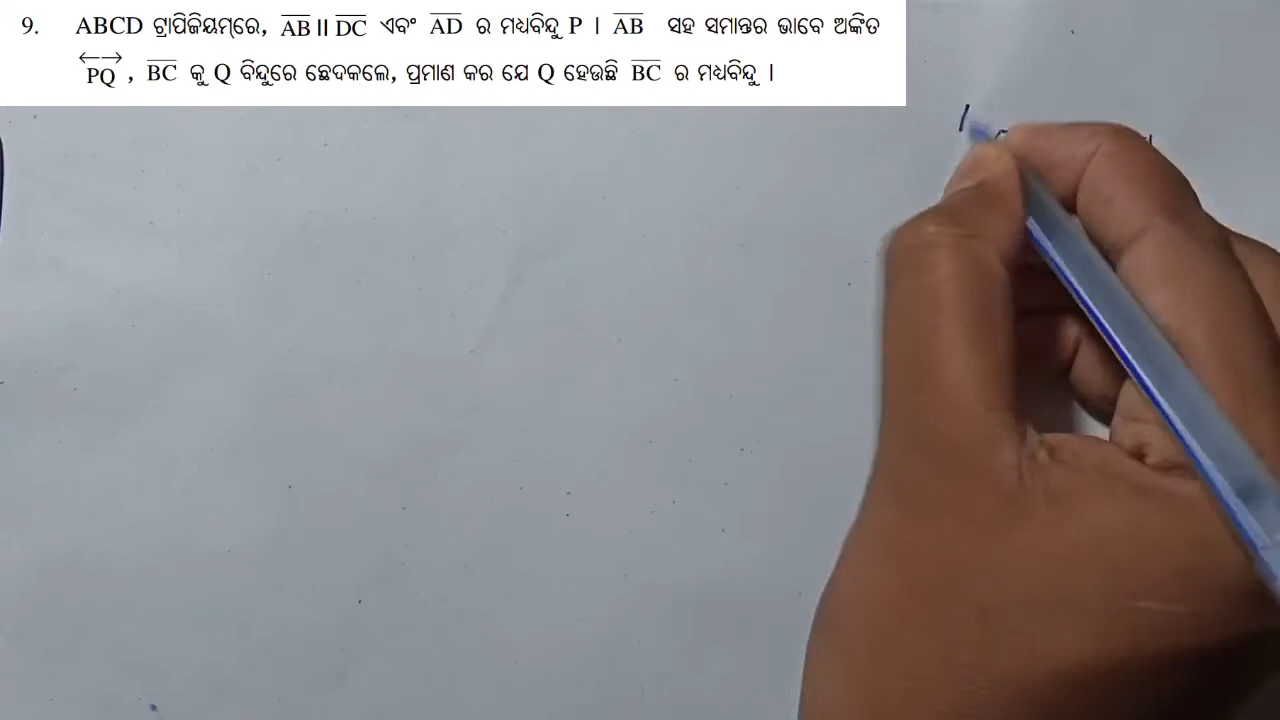 9. ABCD ଟ୍ରାପିଜିୟମ୍‌ରେ, AB || DC ଏବଂ AD ର ମଧ୍ୟବିନ୍ଦୁ P । AB ସହ ସମାନ୍ତର ଭାବେ ଅଙ୍କିତ
PQ , BC କୁ Q ବିନ୍ଦୁରେ ଛେଦକଲେ, ପ୍ରମାଣ କର ଯେ Q ହେଉଛି BC ର ମଧ୍ୟବିନ୍ଦୁ ।